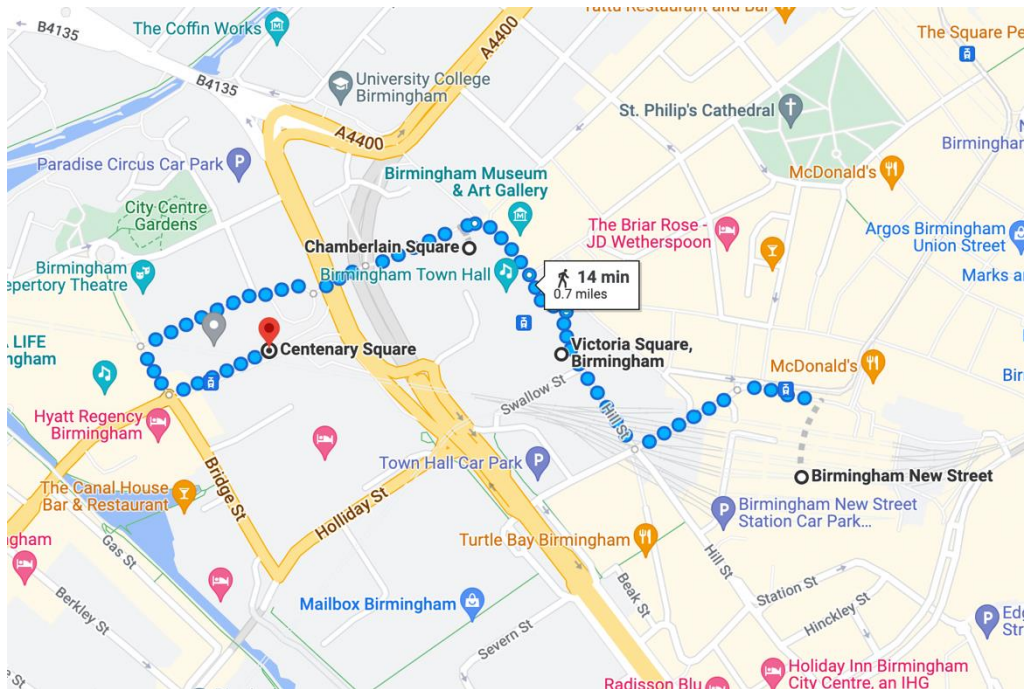 B4135
The Coffin Works
A4400
Tattu Restaurant and Bar
The Square Pe
B4135
University College
Birmingham
St. Philip's Cathedral
A4400
Paradise Circus Car Park
P
Birmingham
Birmingham Museum
& Art Gallery
McDonald's
City Centre
Gardens
The Briar Rose -
JD Wetherspoon
Argos Birmingham
Union Street
Chamberlain Square
Birmingham Town Hall
14 min
0.7 miles
Marks an
Birmingham
epertory Theatre
LIFE
ngham
Centenary Square
Victoria Square,
Birmingham
McDonald's
Swallow St
Hyatt Regency
Birmingham
Hill St
Town Hall Car Park
P
Birmingham New Street
Bridge St
The Canal House
Bar & Restaurant
Holliday St
P
Birmingham New Street
Station Car Park...
Turtle Bay Birmingham
ngham
Gas St
Hill St
Station St
Beak St
Berkley St
Mailbox Birmingham
Hinckley St
P
Edg
Str
Severn St
Holiday Inn Birmingham
City Centre, an IHG
Radisson Blu